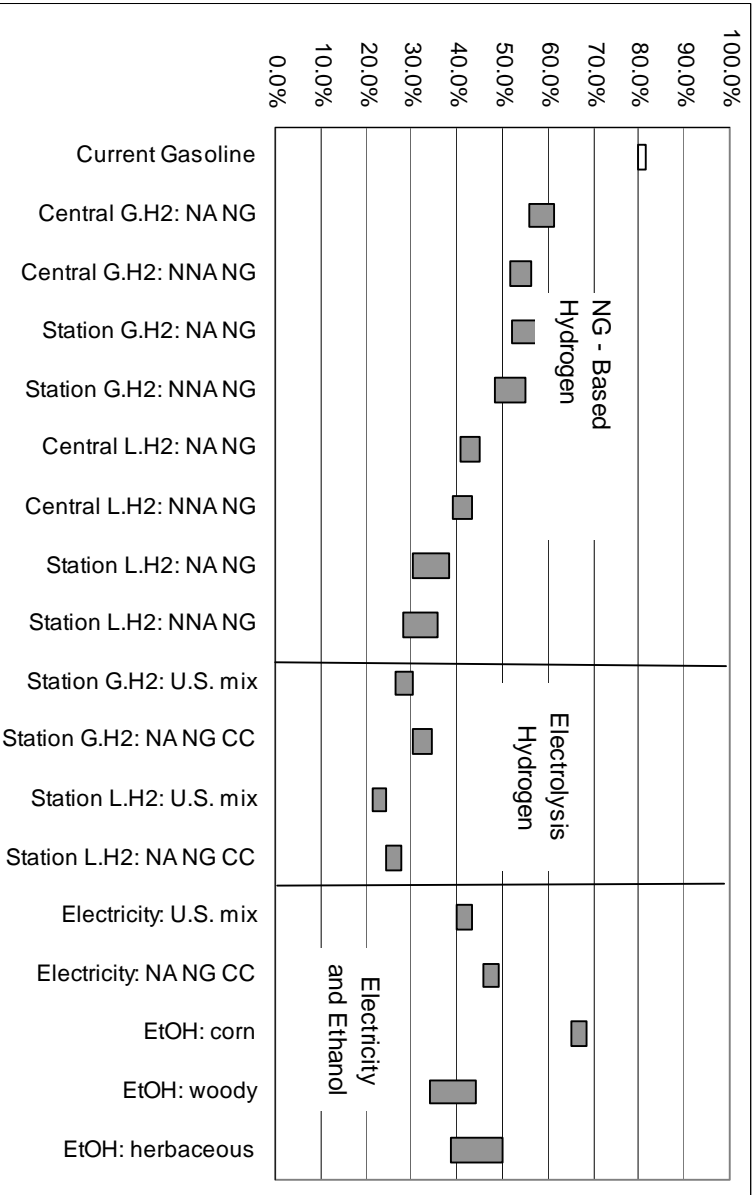 100.0%
90.0%
80.0%
70.0%
60.0%
50.0%
40.0%
30.0%
20.0%
10.0%
0.0%
NG - Based
Hydrogen
Electrolysis
Hydrogen
Electricity
and Ethanol
Current Gasoline
Central G.H2: NA NG
Central G.H2: NNA NG
Station G.H2: NA NG
Station G.H2: NNA NG
Central L.H2: NA NG
Central L.H2: NNA NG
Station L.H2: NA NG
Station L.H2: NNA NG
Station G.H2: U.S. mix
Station G.H2: NA NG CC
Station L.H2: U.S. mix
Station L.H2: NA NG CC
Electricity: U.S. mix
Electricity: NA NG CC
EtOH: corn
EtOH: woody
EtOH: herbaceous